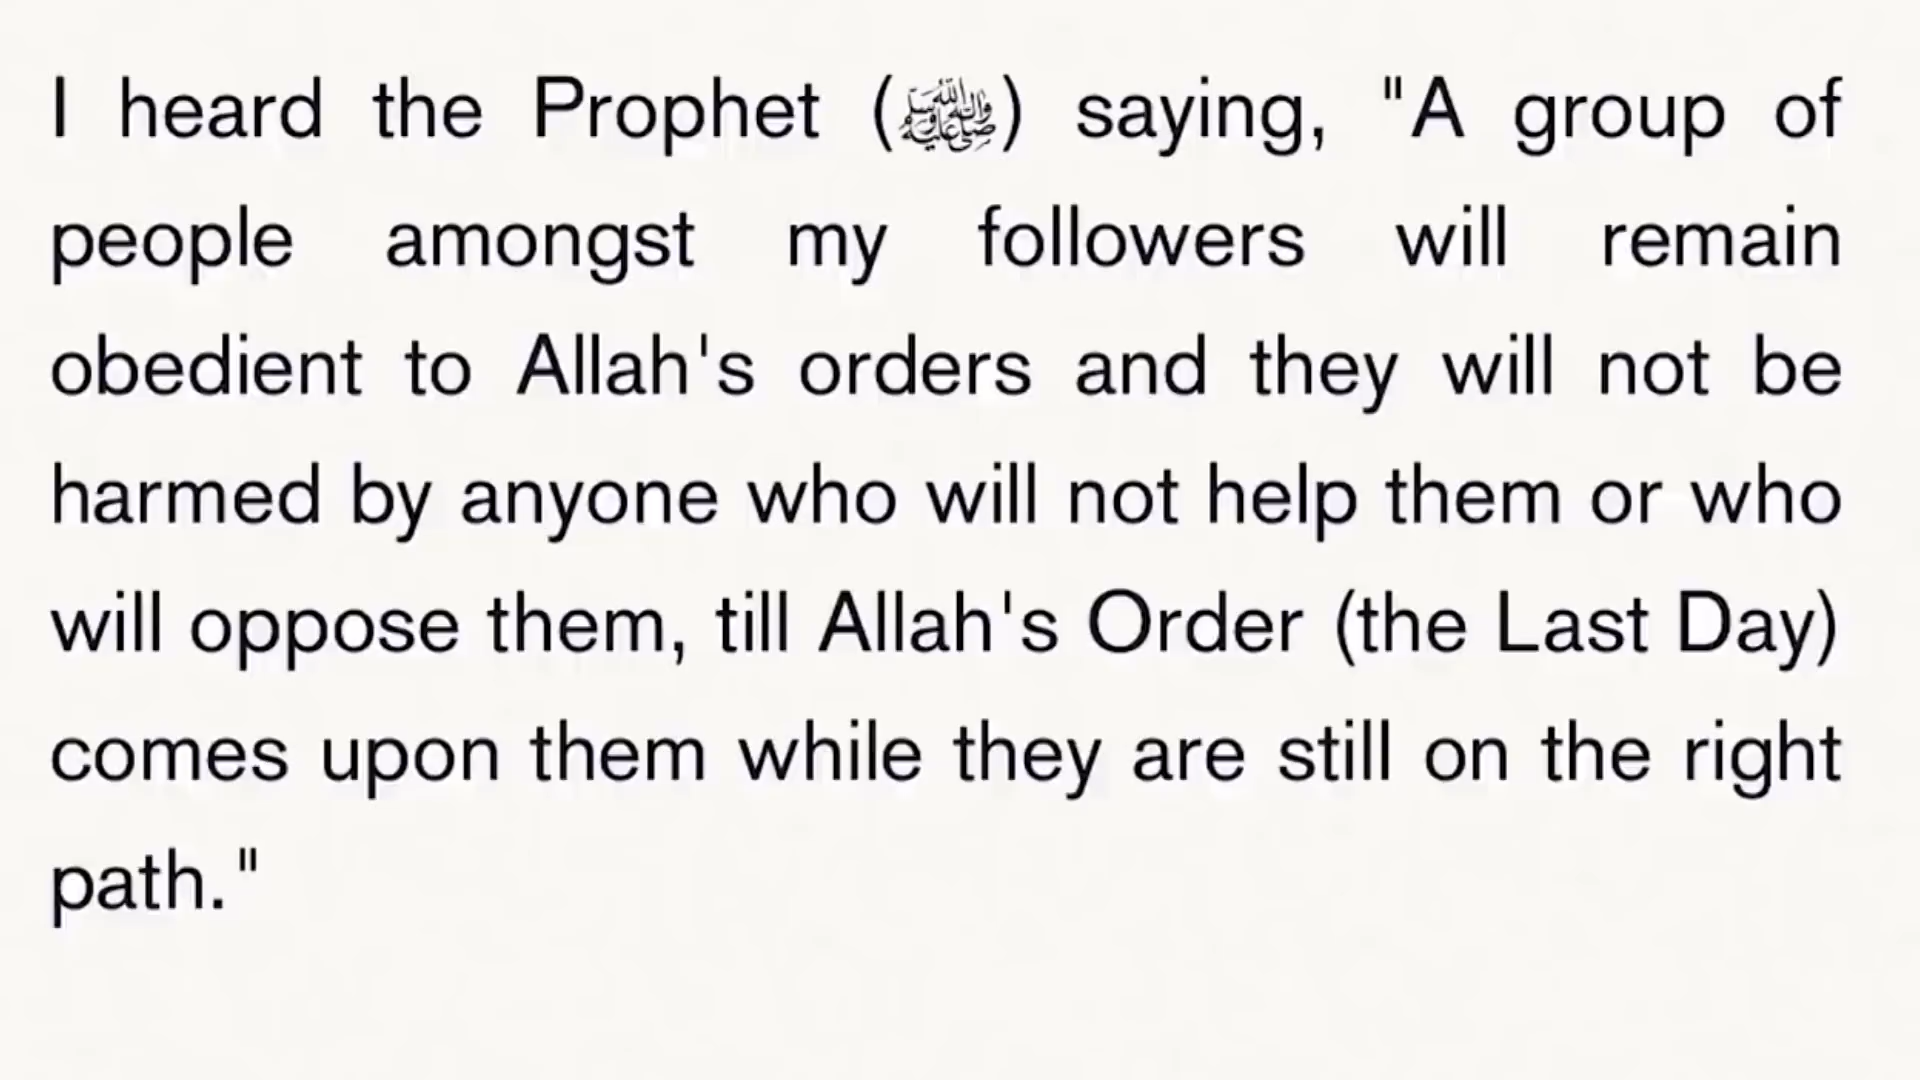 I heard the Prophet (ﷺ) saying, "A group of
people amongst my followers will remain
obedient to Allah's orders and they will not be
harmed by anyone who will not help them or who
will oppose them, till Allah's Order (the Last Day)
comes upon them while they are still on the right
path."